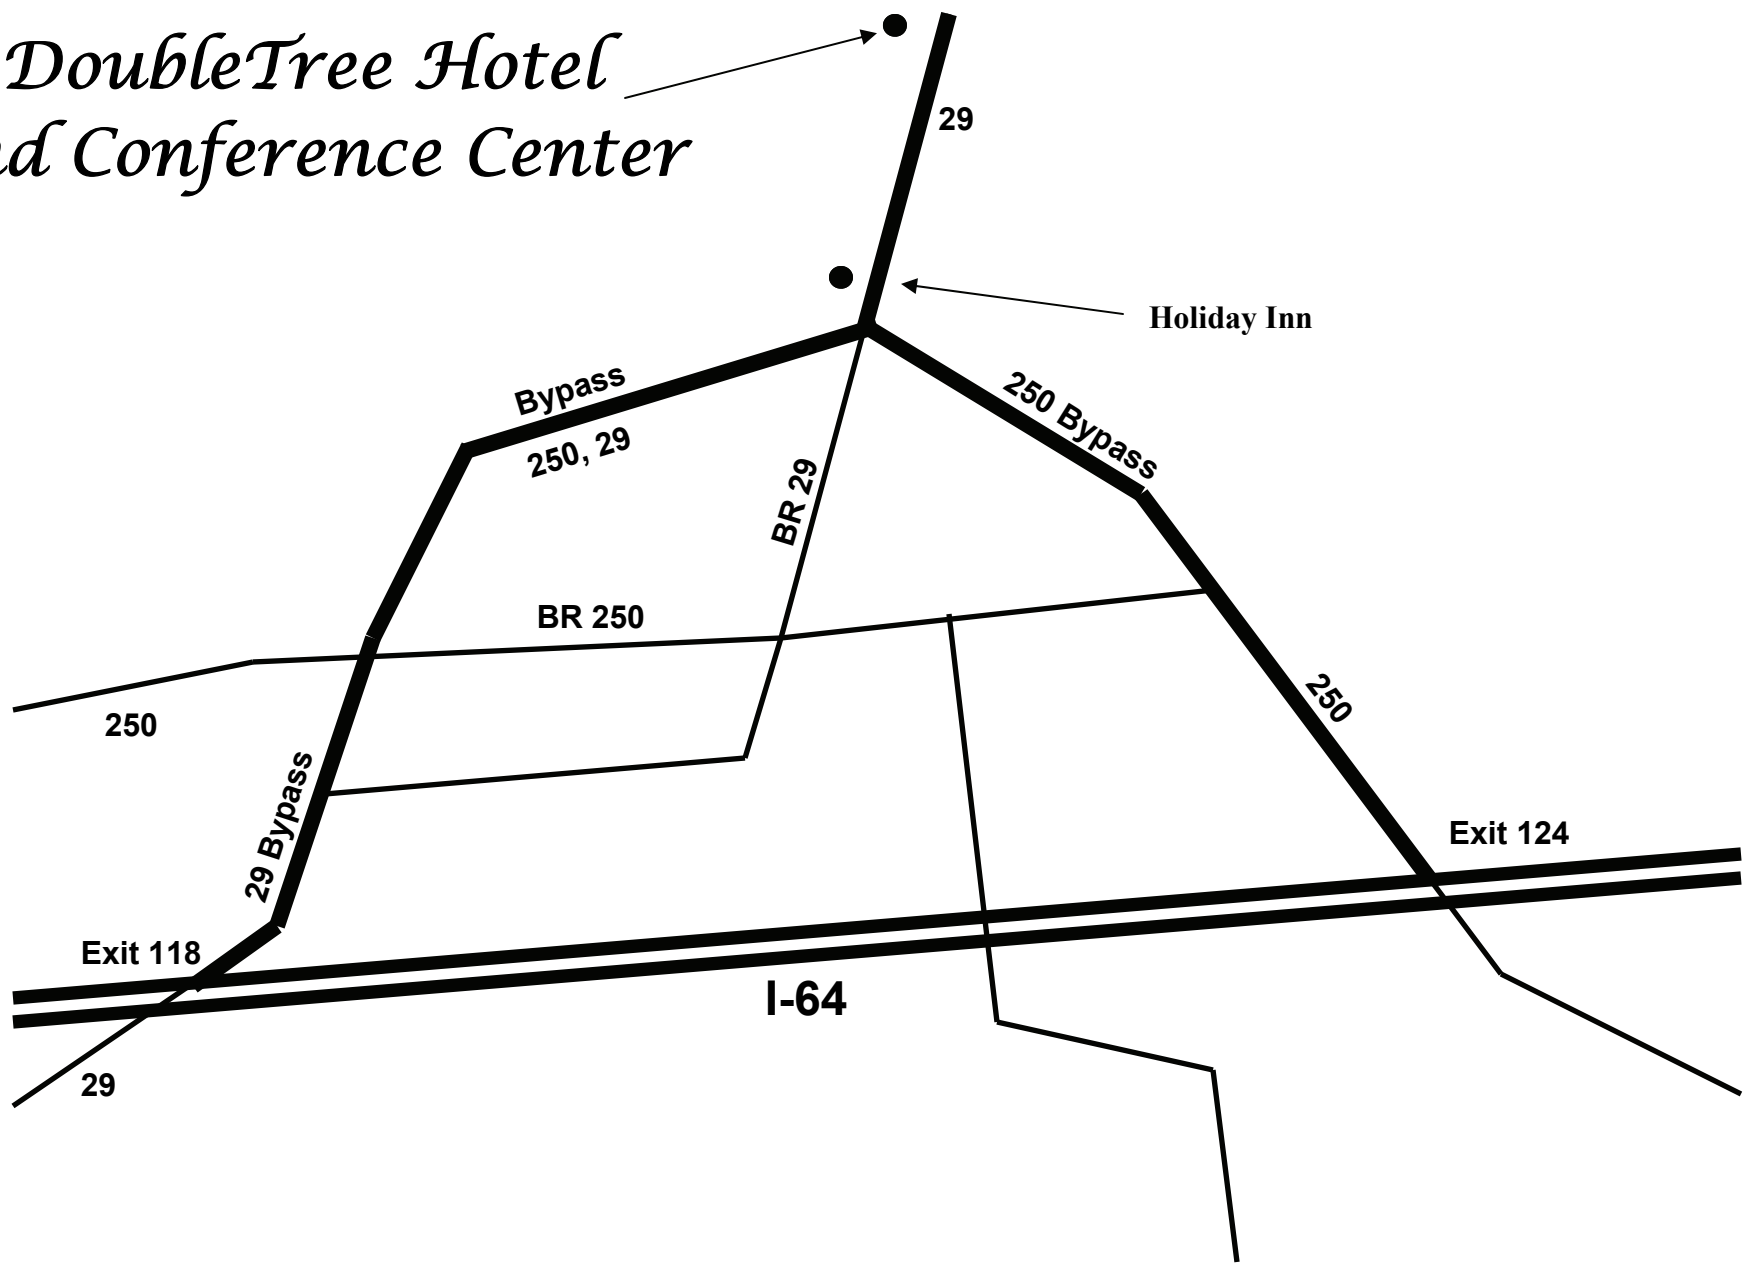 DoubleTree Hotel
nd Conference Center
29
Holiday Inn
Bypass
250, 29
250 Bypass
BR 29
BR 250
250
250
29 Bypass
Exit 124
Exit 118
I-64
29